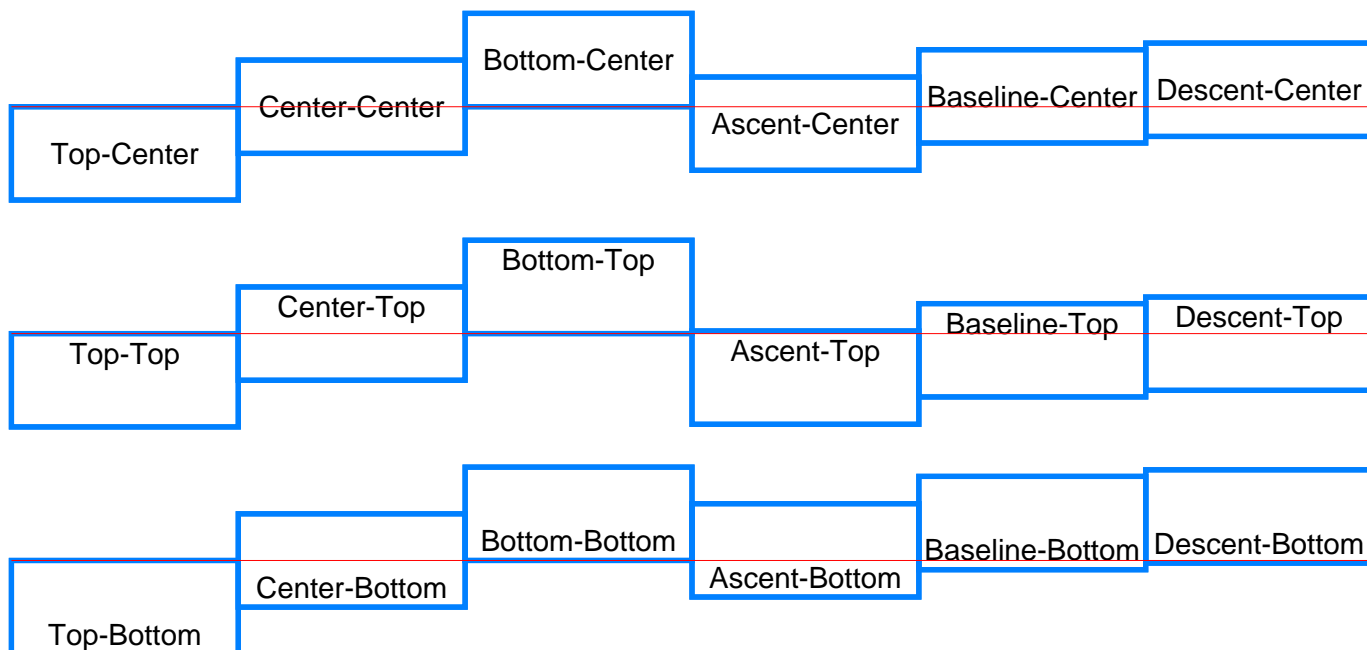 Top-Center Center-Center Bottom-Center Ascent-Center Baseline-Center Descent-Center
Top-Top Center-Top Bottom-Top Ascent-Top Baseline-Top Descent-Top
Top-Bottom Center-Bottom Bottom-Bottom Ascent-Bottom Baseline-Bottom Descent-Bottom